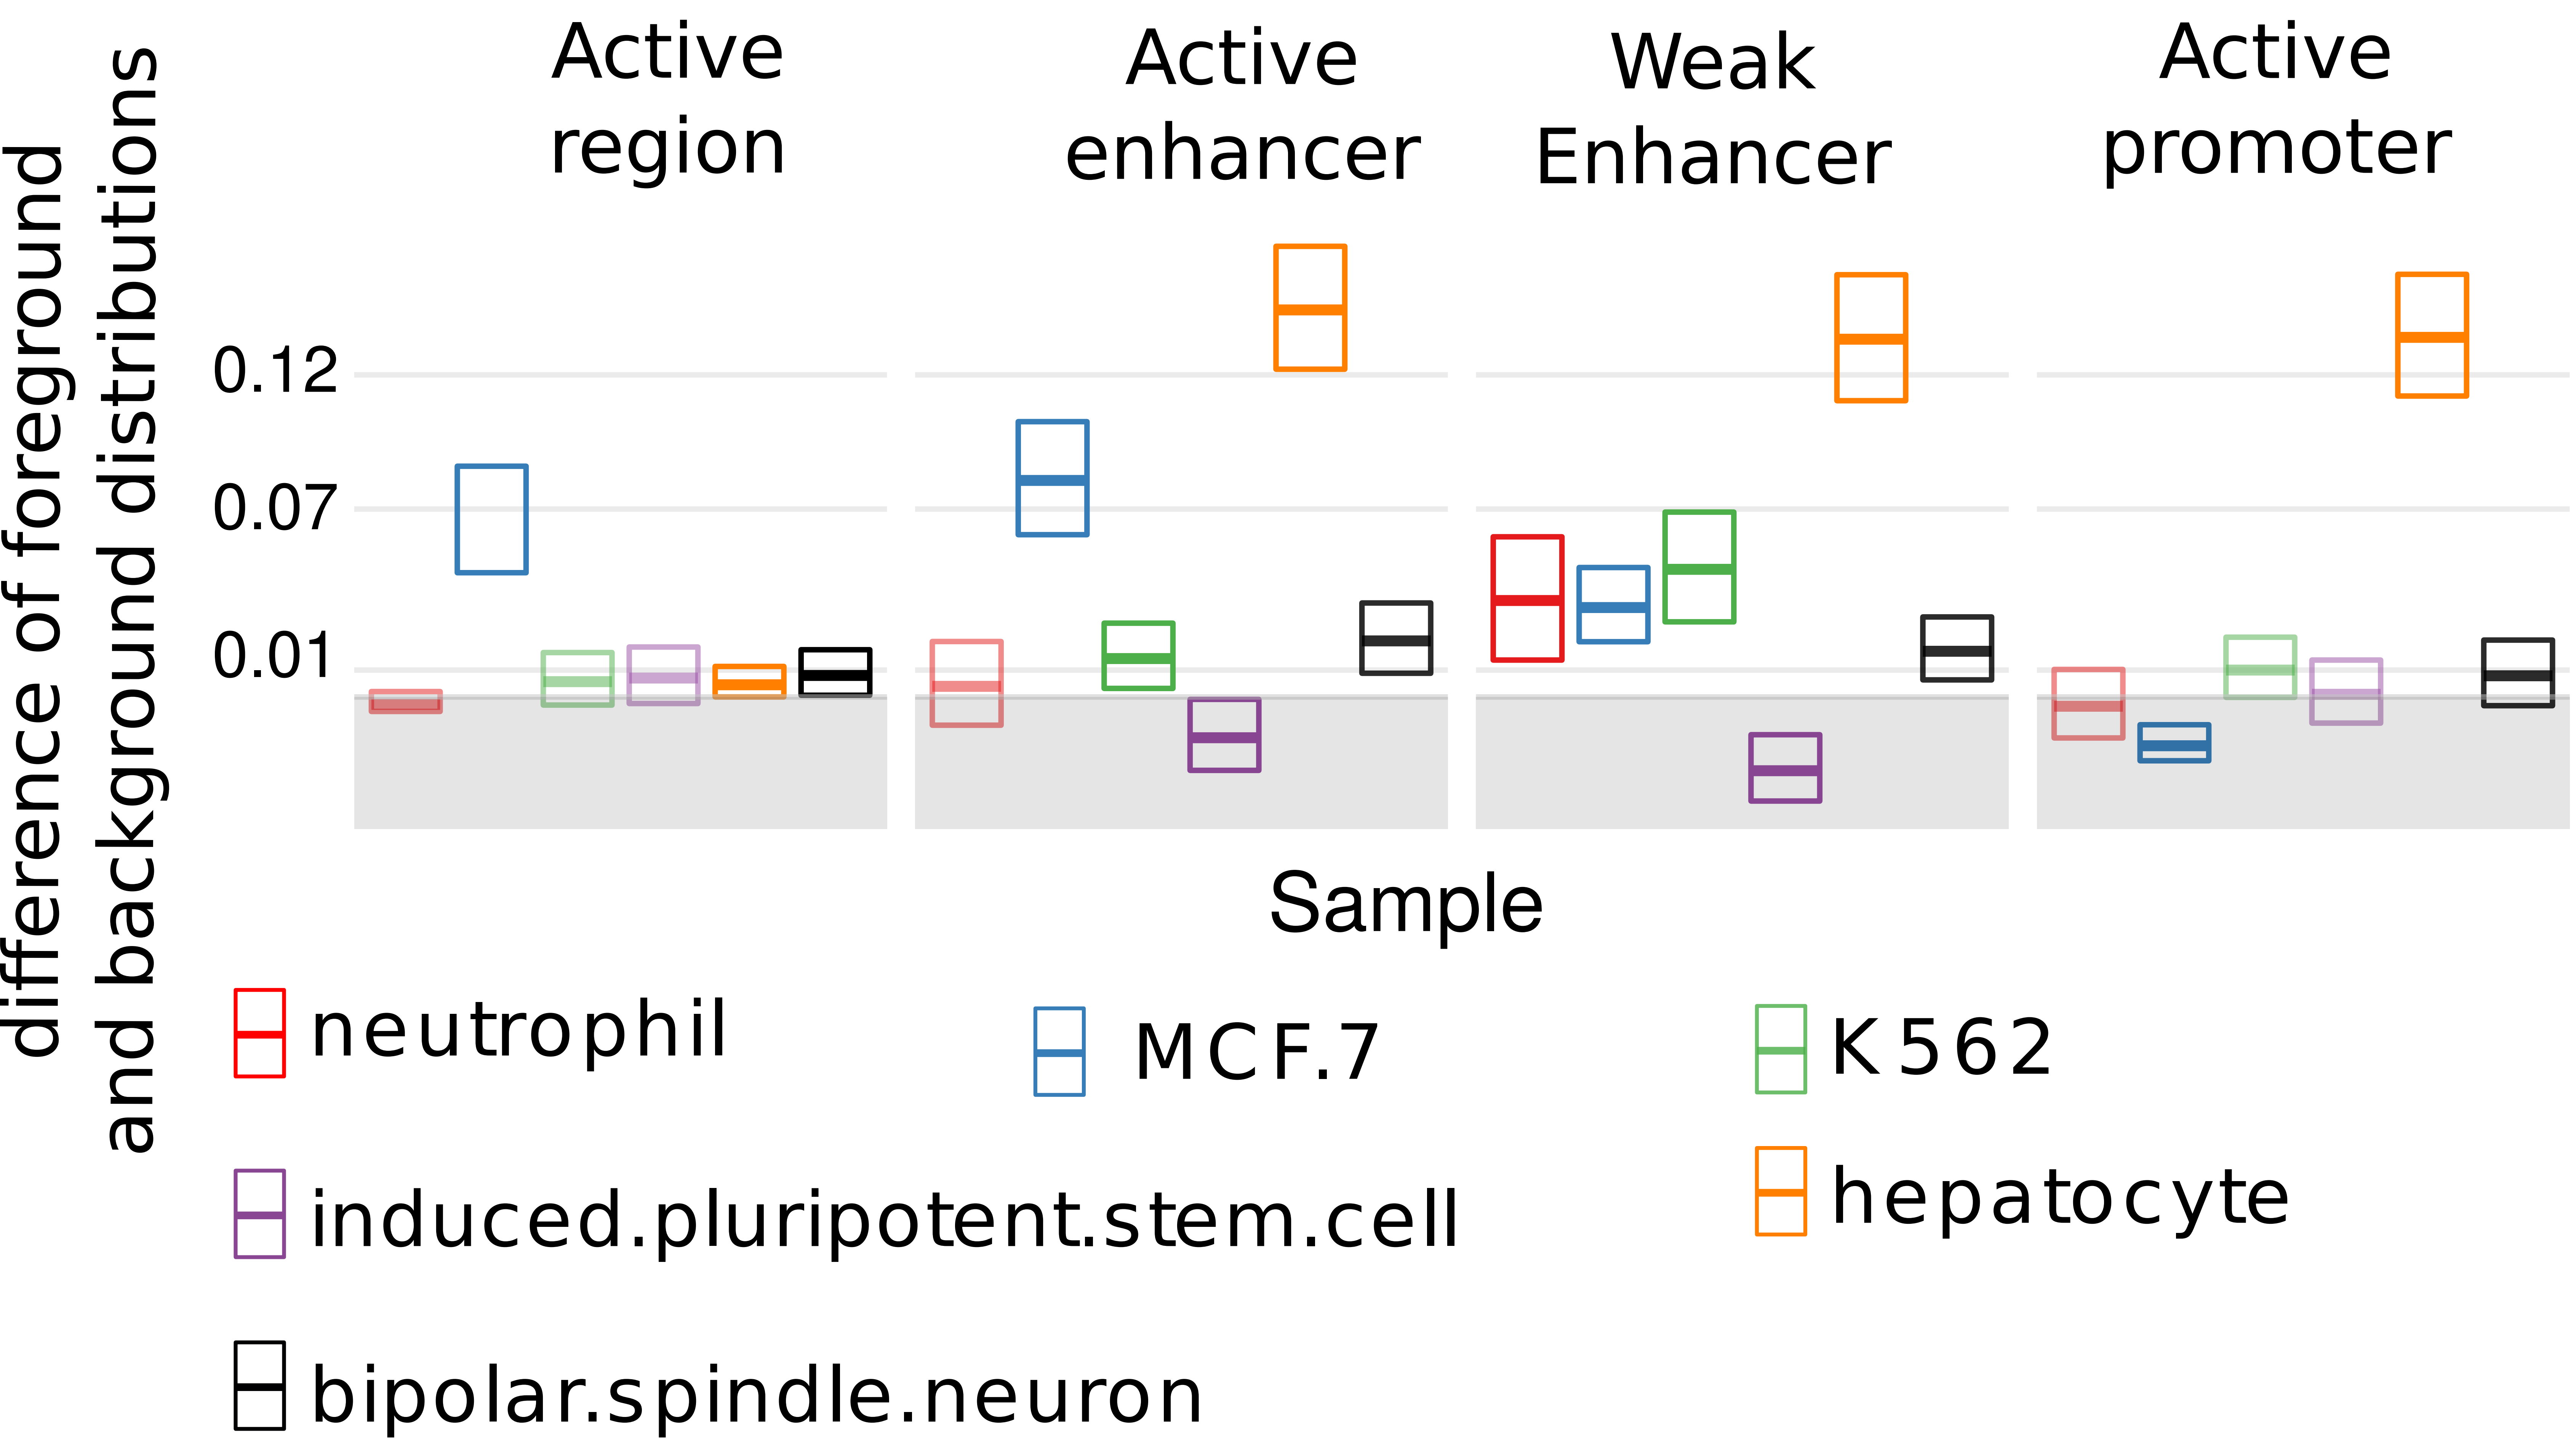 difference of foreground
and background distributions
Active
region
Active
enhancer
Weak
Enhancer
Active
promoter
0.12
0.07
0.01
Sample
neutrophil
MCF.7
K562
induced.pluripotent.stem.cell
hepatocyte
bipolar.spindle.neuron